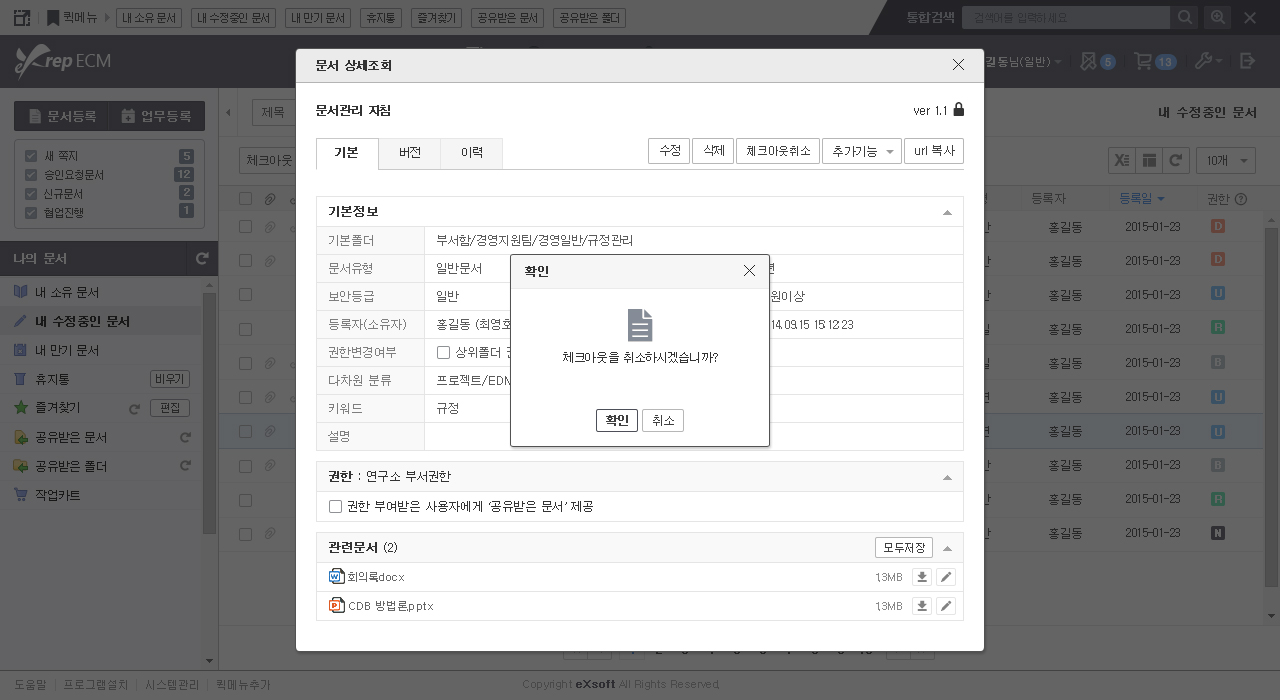 퀵메뉴 내 소유 문서 내 수정중인 문서 내 만기 문서 휴지통 즐겨찾기 공유받은 문서 공유받은 폴더 통합검색 검색어를 입력하세요
eXrep ECM 길동님(일반) 5 13
문서등록 업무등록
새 쪽지 5
승인요청문서 12
신규문서 2
협업진행 1
나의 문서
내 소유 문서
내 수정중인 문서
내 만기 문서
휴지통 비우기
즐겨찾기 편집
공유받은 문서
공유받은 폴더
작업카트
제목
체크아웃
내 수정중인 문서
10개
등록자 등록일 권한
홍길동 2015-01-23 D
홍길동 2015-01-23 D
홍길동 2015-01-23 U
홍길동 2015-01-23 R
홍길동 2015-01-23 B
홍길동 2015-01-23 U
홍길동 2015-01-23 U
홍길동 2015-01-23 B
홍길동 2015-01-23 R
홍길동 2015-01-23 N
문서 상세조회
문서관리 지침 ver 1.1
기본 버전 이력 수정 삭제 체크아웃취소 추가기능 url 복사
기본정보
기본폴더 부서함/경영지원팀/경영일반/규정관리
문서유형 일반문서
보안등급 일반 원이상
등록자(소유자) 홍길동 (최영호 14.09.15 15:12:23
권한변경여부 상위폴더
다차원 분류 프로젝트/EDM
키워드 규정
설명
확인
체크아웃을 취소하시겠습니까?
확인 취소
권한 : 연구소 부서권한
권한 부여받은 사용자에게 '공유받은 문서' 제공
관련문서 (2) 모두저장
회의록.docx 1.3MB
CDB 방법론.pptx 1.3MB
도움말 프로그램설치 시스템관리 퀵메뉴추가 Copyright eXsoft All Rights Reserved.